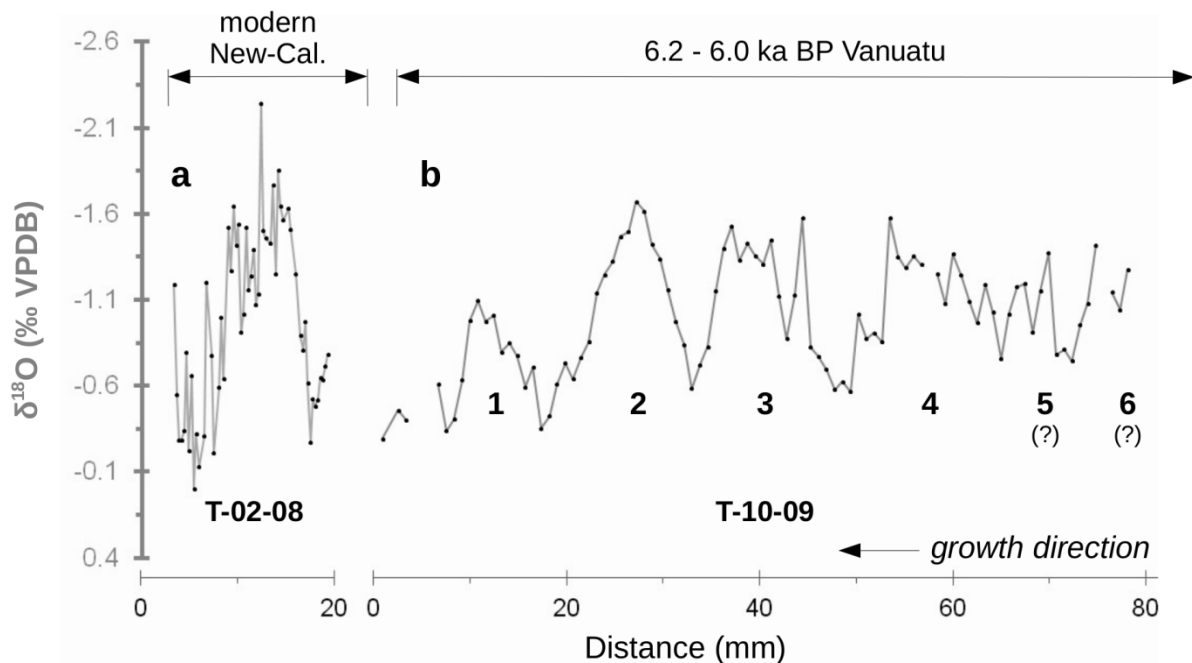 modern
New-Cal.
6.2 - 6.0 ka BP Vanuatu
-2.6
-2.1
-1.6
-1.1
-0.6
-0.1
0.4
δ¹⁸O (‰ VPDB)
a
b
1
2
3
4
5
(?)
6
(?)
T-02-08
T-10-09
growth direction
0
20
0
20
40
60
80
Distance (mm)